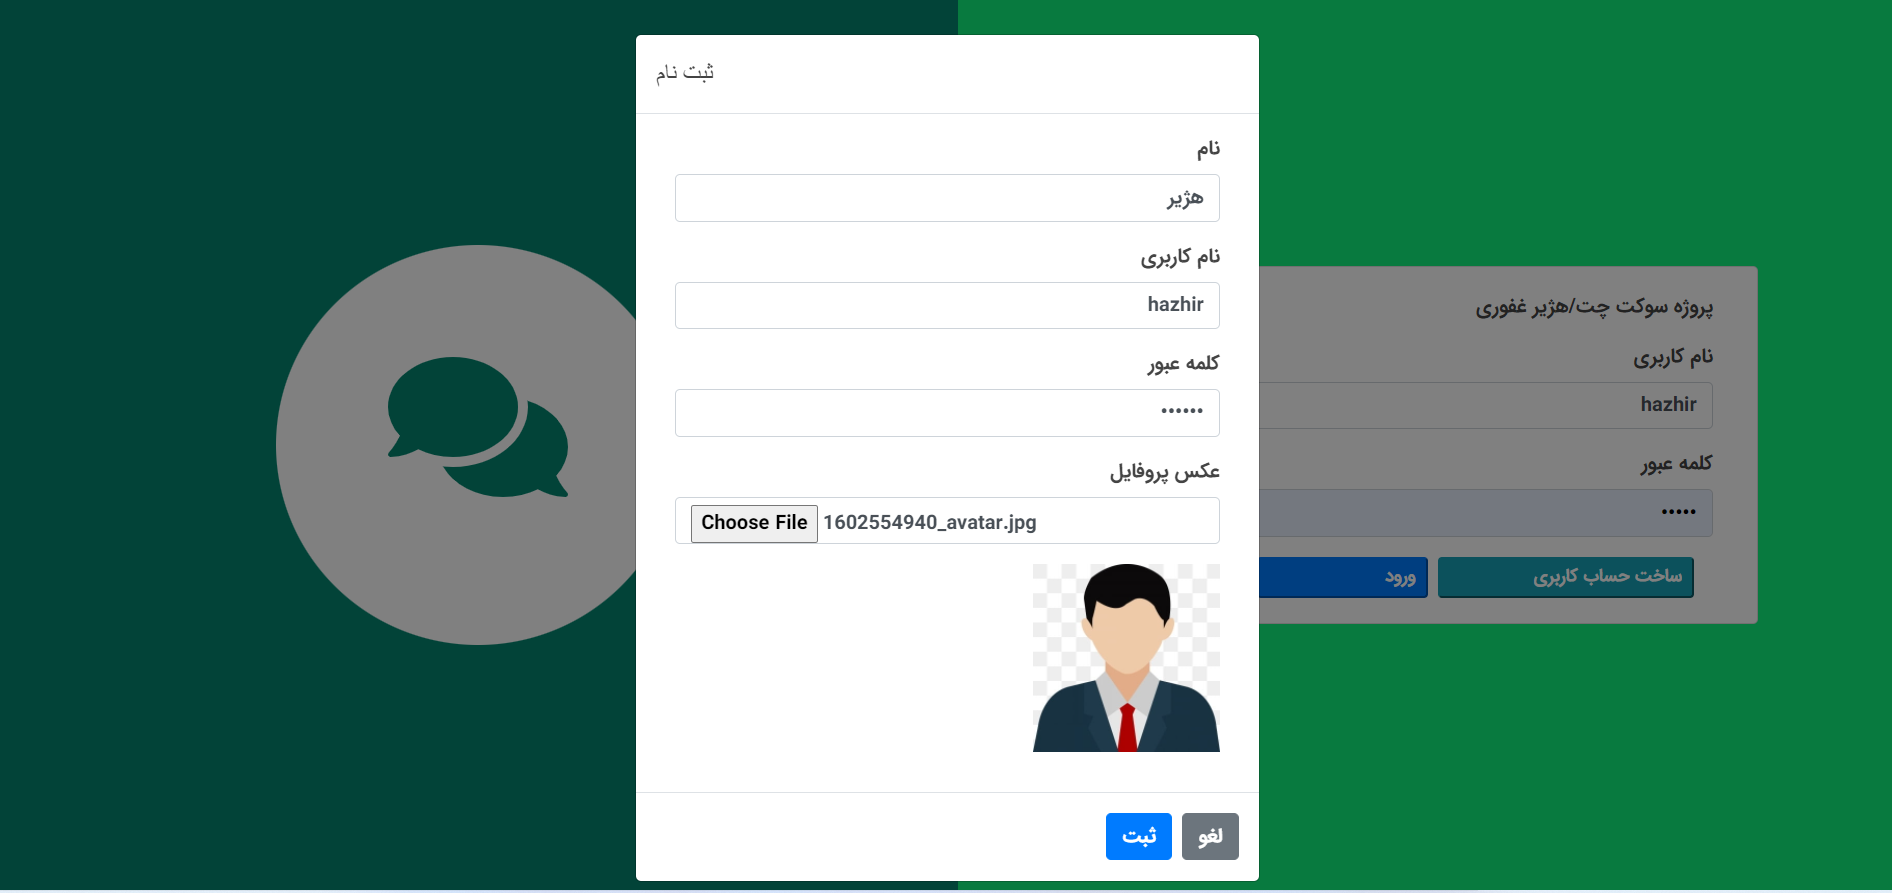 ثبت نام
نام
هژیر
نام کاربری
hazhir
کلمه عبور
••••••
عکس پروفایل
Choose File 1602554940_avatar.jpg
لغو
ثبت
پروژه سوکت چت/هژیر غفوری
نام کاربری
hazhir
کلمه عبور
•••••
ساخت حساب کاربری
ورود